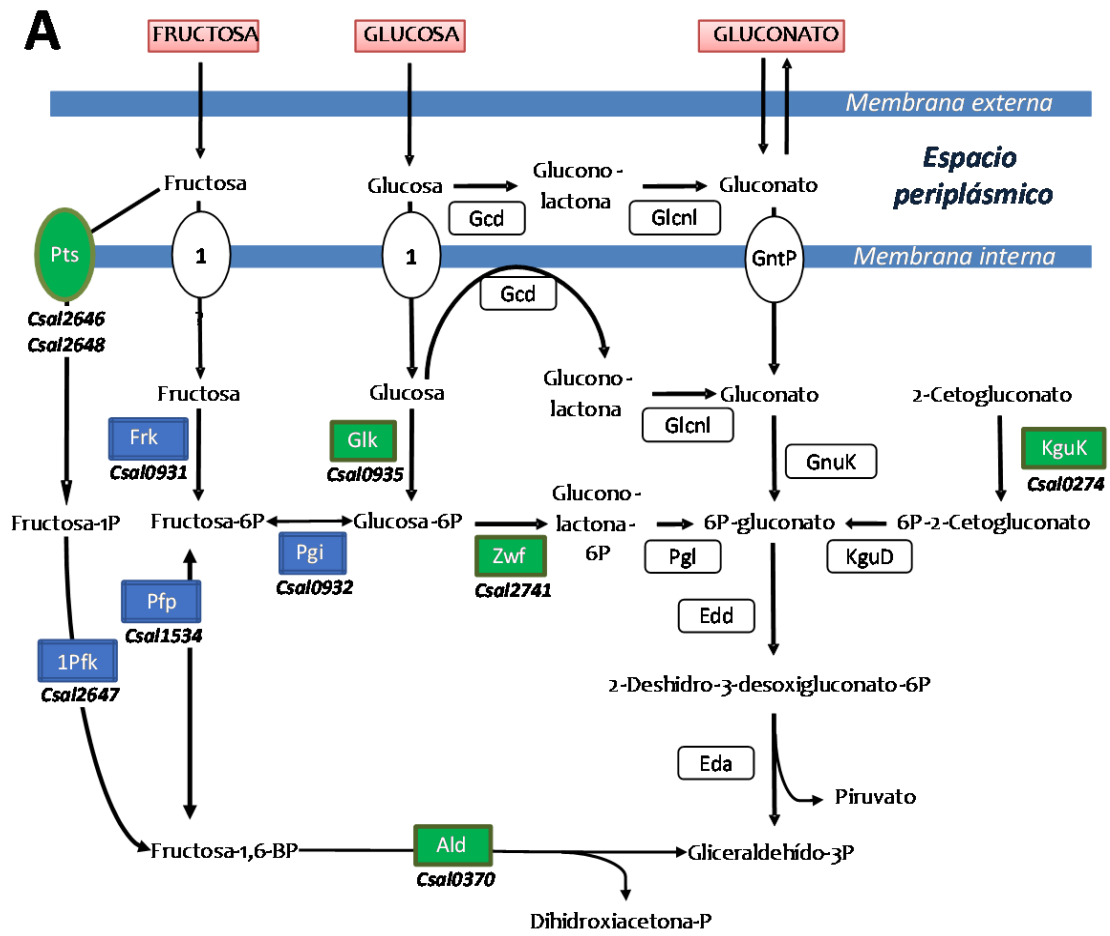 A
FRUCTOSA
GLUCOSA
GLUCONATO
Membrana externa
Espacio
periplásmico
Fructosa
Glucosa
Glucono-
lactona
Gluconato
Gcd
Glcnl
Pts
1
1
GntP
Membrana interna
Gcd
Csal2646
Csal2648
?
Fructosa
Glucosa
Glucono-
lactona
Gluconato
2-Cetogluconato
Glcnl
Frk
Csal0931
Glk
Csal0935
GnuK
KguK
Csal0274
Fructosa-1P
Fructosa-6P
Glucosa-6P
Glucono-
lactona-
6P
6P-gluconato
6P-2-Cetogluconato
Pgi
Csal0932
Zwf
Csal2741
Pgl
KguD
Pfp
Csal1534
Edd
1Pfk
Csal2647
2-Deshidro-3-desoxigluconato-6P
Eda
Piruvato
Fructosa-1,6-BP
Ald
Csal0370
Gliceraldehído-3P
Dihidroxiacetona-P